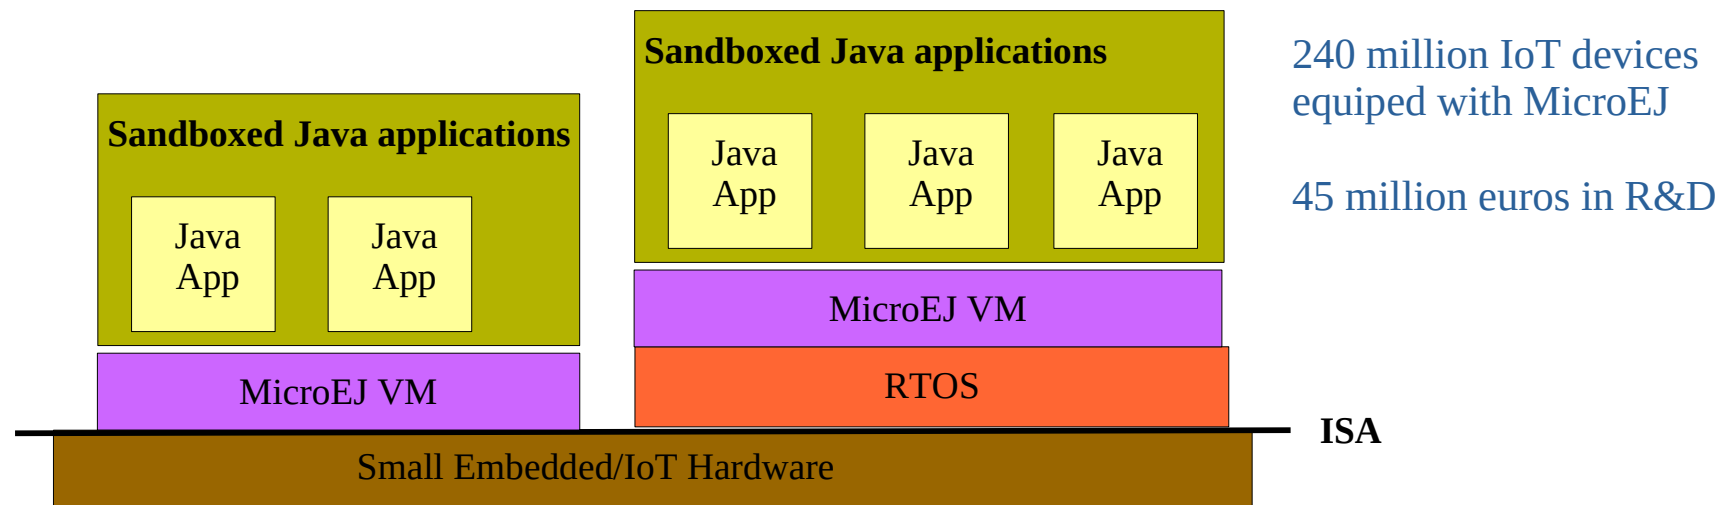 Sandboxed Java applications
Java
App
Java
App
MicroEJ VM
Sandboxed Java applications
Java
App
Java
App
Java
App
MicroEJ VM
RTOS
ISA
Small Embedded/IoT Hardware
240 million IoT devices
equiped with MicroEJ
45 million euros in R&D